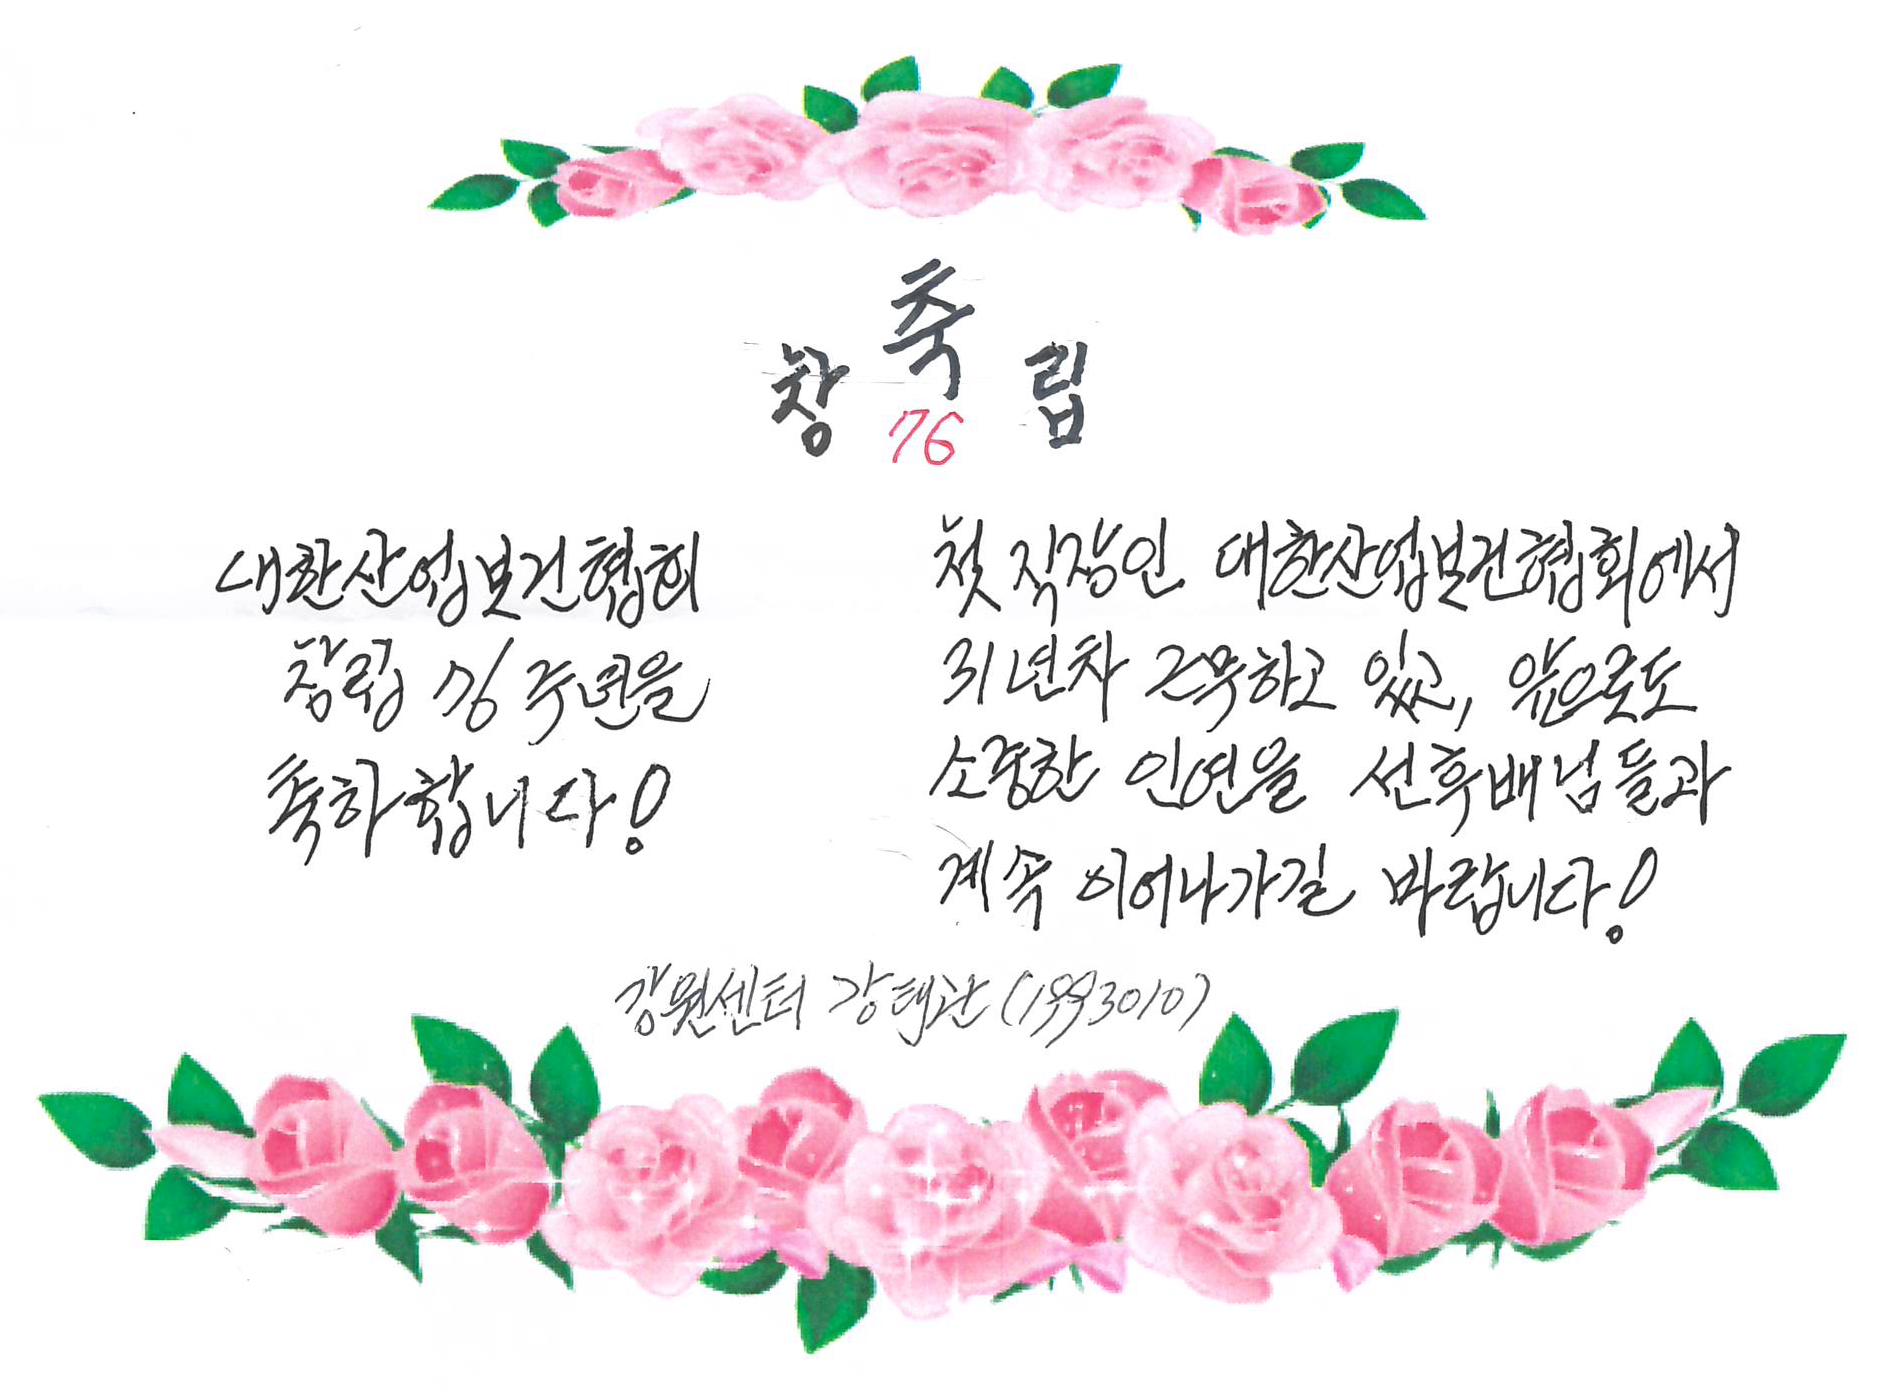 축
창 76 립
대한산업보건협회
창립 76주년을
축하합니다!
첫 직장인 대한산업보건협회에서
31년차 근무하고 있고, 앞으로도
소중한 인연을 선후배님들과
계속 이어나가길 바랍니다!
강원센터 강태관(1993010)